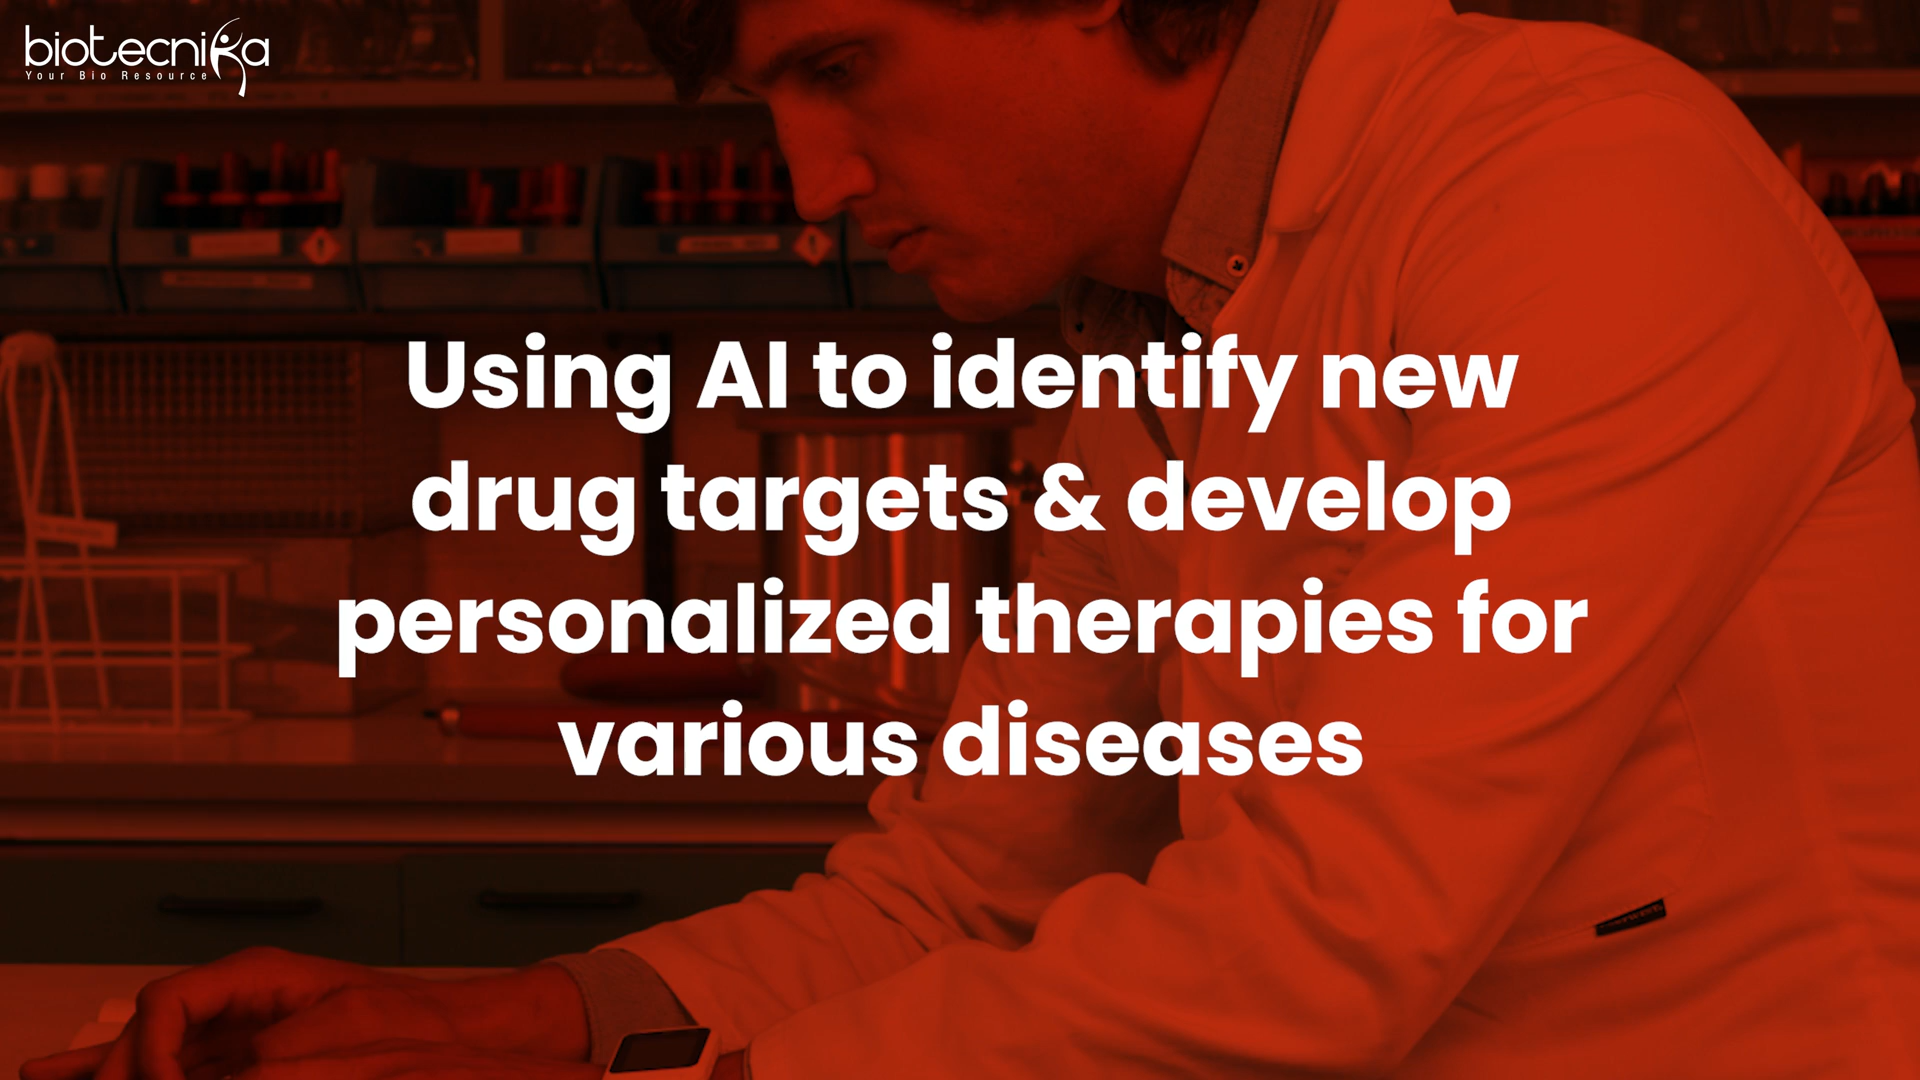 biotecnika
Your Bio Resource
Using AI to identify new
drug targets & develop
personalized therapies for
various diseases